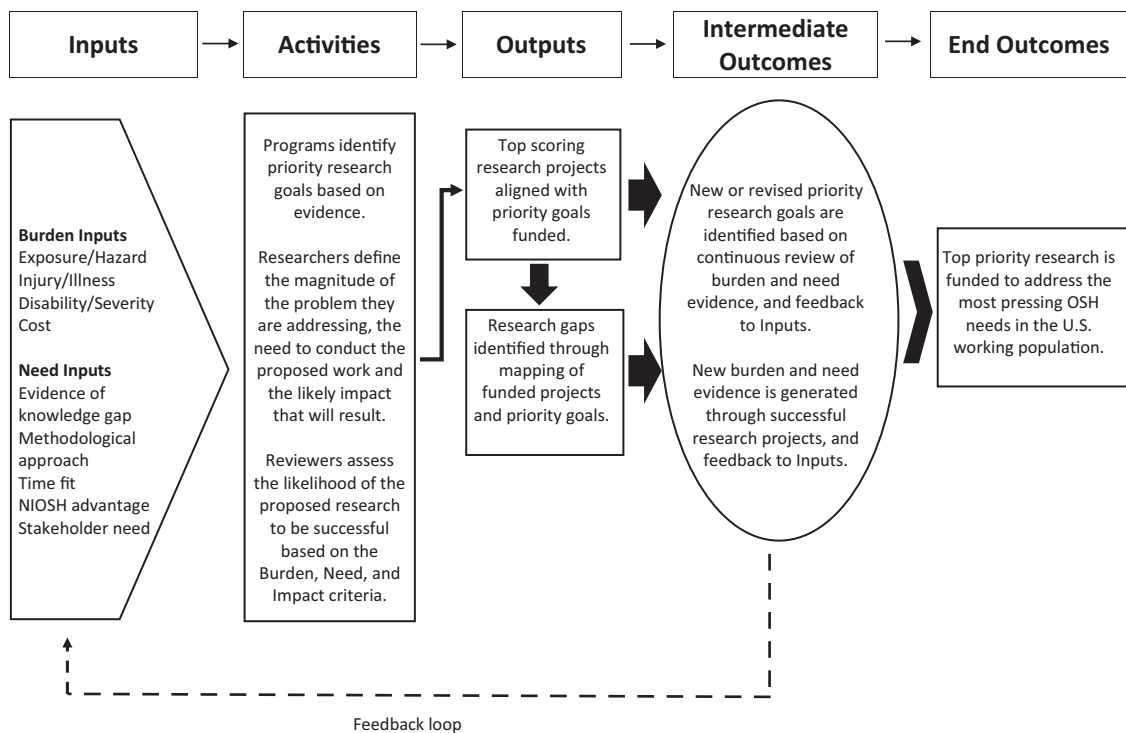 Inputs
Activities
Outputs
Intermediate
Outcomes
End Outcomes
Burden Inputs
Exposure/Hazard
Injury/Illness
Disability/Severity
Cost
Need Inputs
Evidence of
knowledge gap
Methodological
approach
Time fit
NIOSH advantage
Stakeholder need
Programs identify
priority research
goals based on
evidence.
Researchers define
the magnitude of
the problem they
are addressing, the
need to conduct the
proposed work and
the likely impact
that will result.
Reviewers assess
the likelihood of the
proposed research
to be successful
based on the
Burden, Need, and
Impact criteria.
Top scoring
research projects
aligned with
priority goals
funded.
Research gaps
identified through
mapping of
funded projects
and priority goals.
New or revised priority
research goals are
identified based on
continuous review of
burden and need
evidence, and feedback
to Inputs.
New burden and need
evidence is generated
through successful
research projects, and
feedback to Inputs.
Top priority research is
funded to address the
most pressing OSH
needs in the U.S.
working population.
Feedback loop